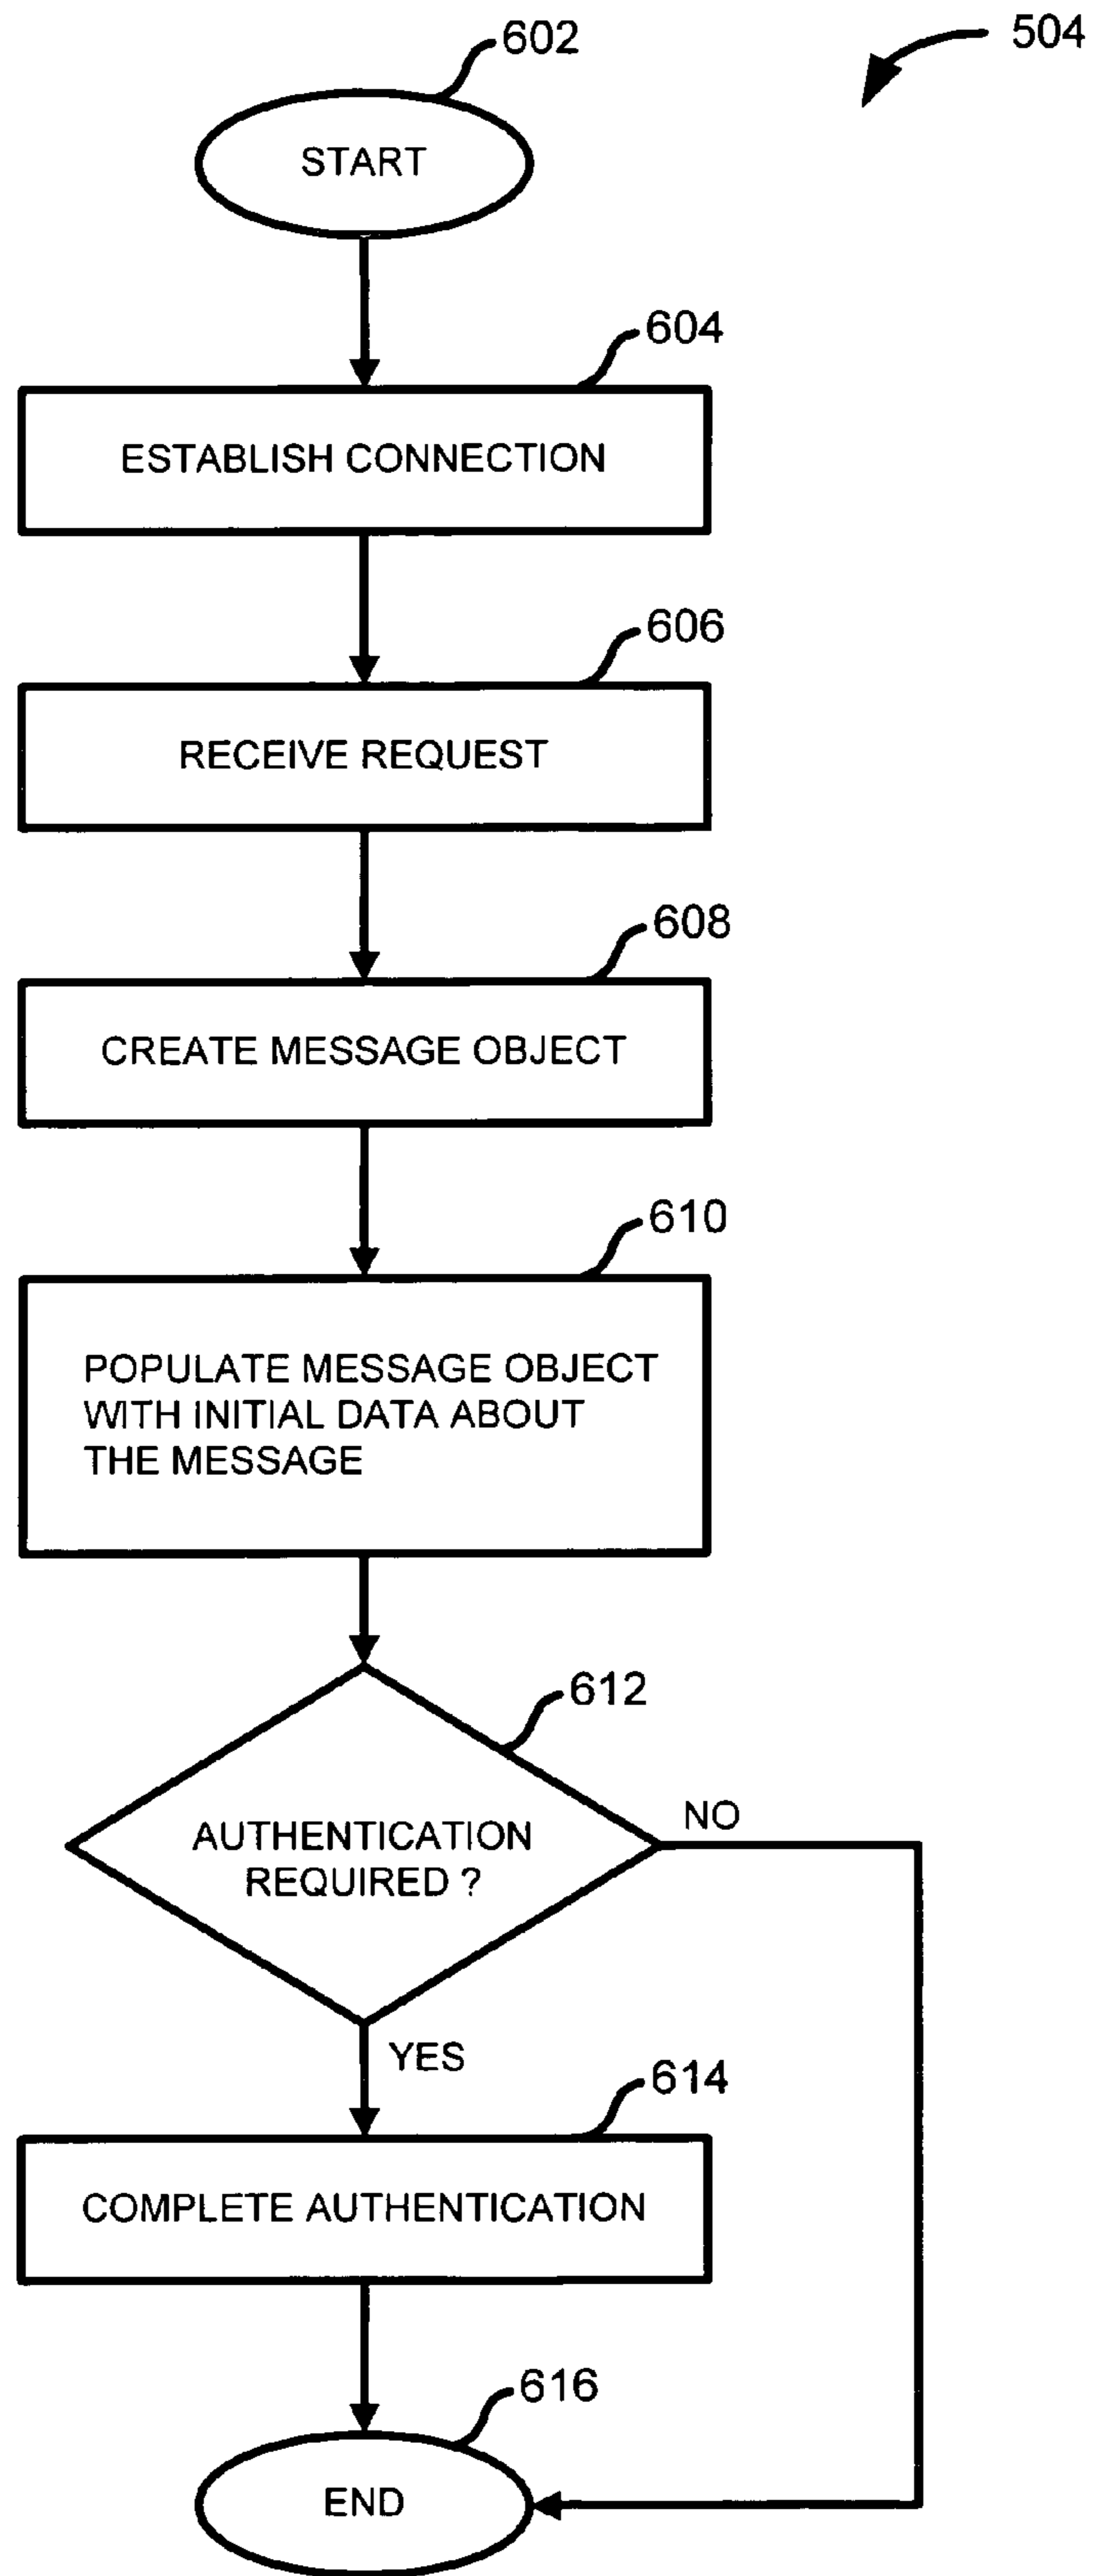 602
504
START
604
ESTABLISH CONNECTION
606
RECEIVE REQUEST
608
CREATE MESSAGE OBJECT
610
POPULATE MESSAGE OBJECT
WITH INITIAL DATA ABOUT
THE MESSAGE
612
AUTHENTICATION
REQUIRED ?
NO
YES
614
COMPLETE AUTHENTICATION
616
END